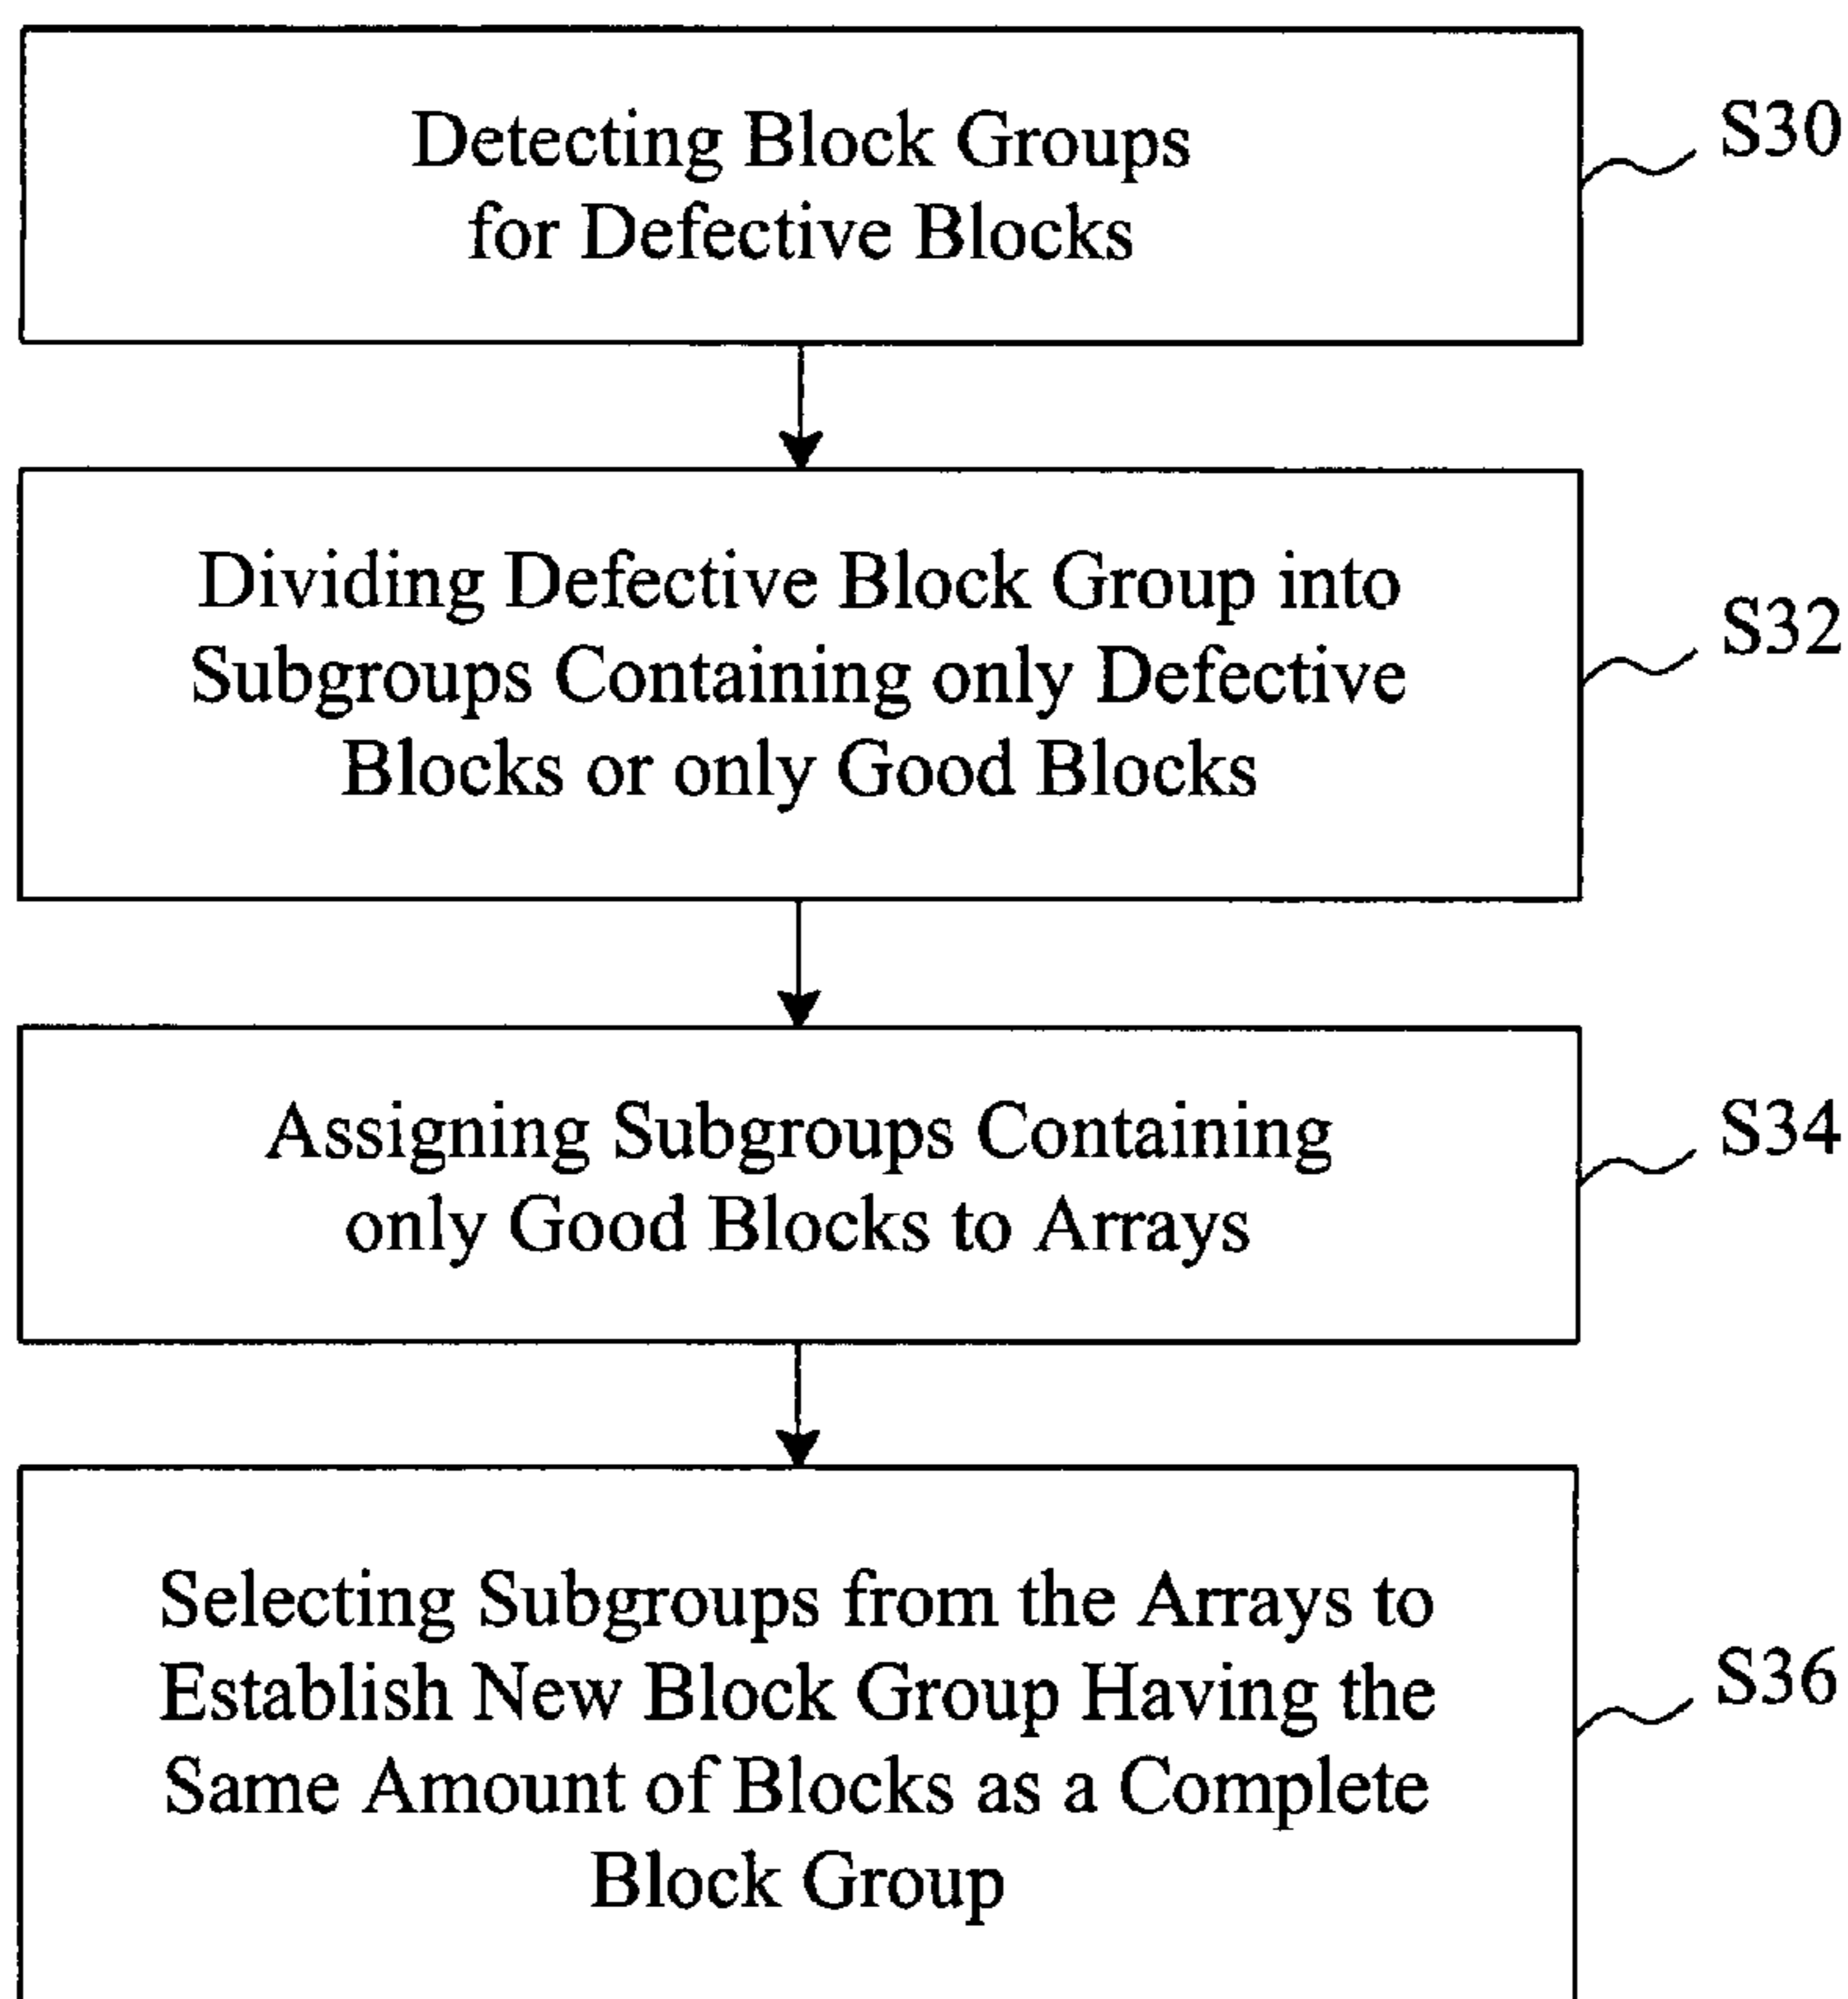 Detecting Block Groups
for Defective Blocks
S30
Dividing Defective Block Group into
Subgroups Containing only Defective
Blocks or only Good Blocks
S32
Assigning Subgroups Containing
only Good Blocks to Arrays
S34
Selecting Subgroups from the Arrays to
Establish New Block Group Having the
Same Amount of Blocks as a Complete
Block Group
S36